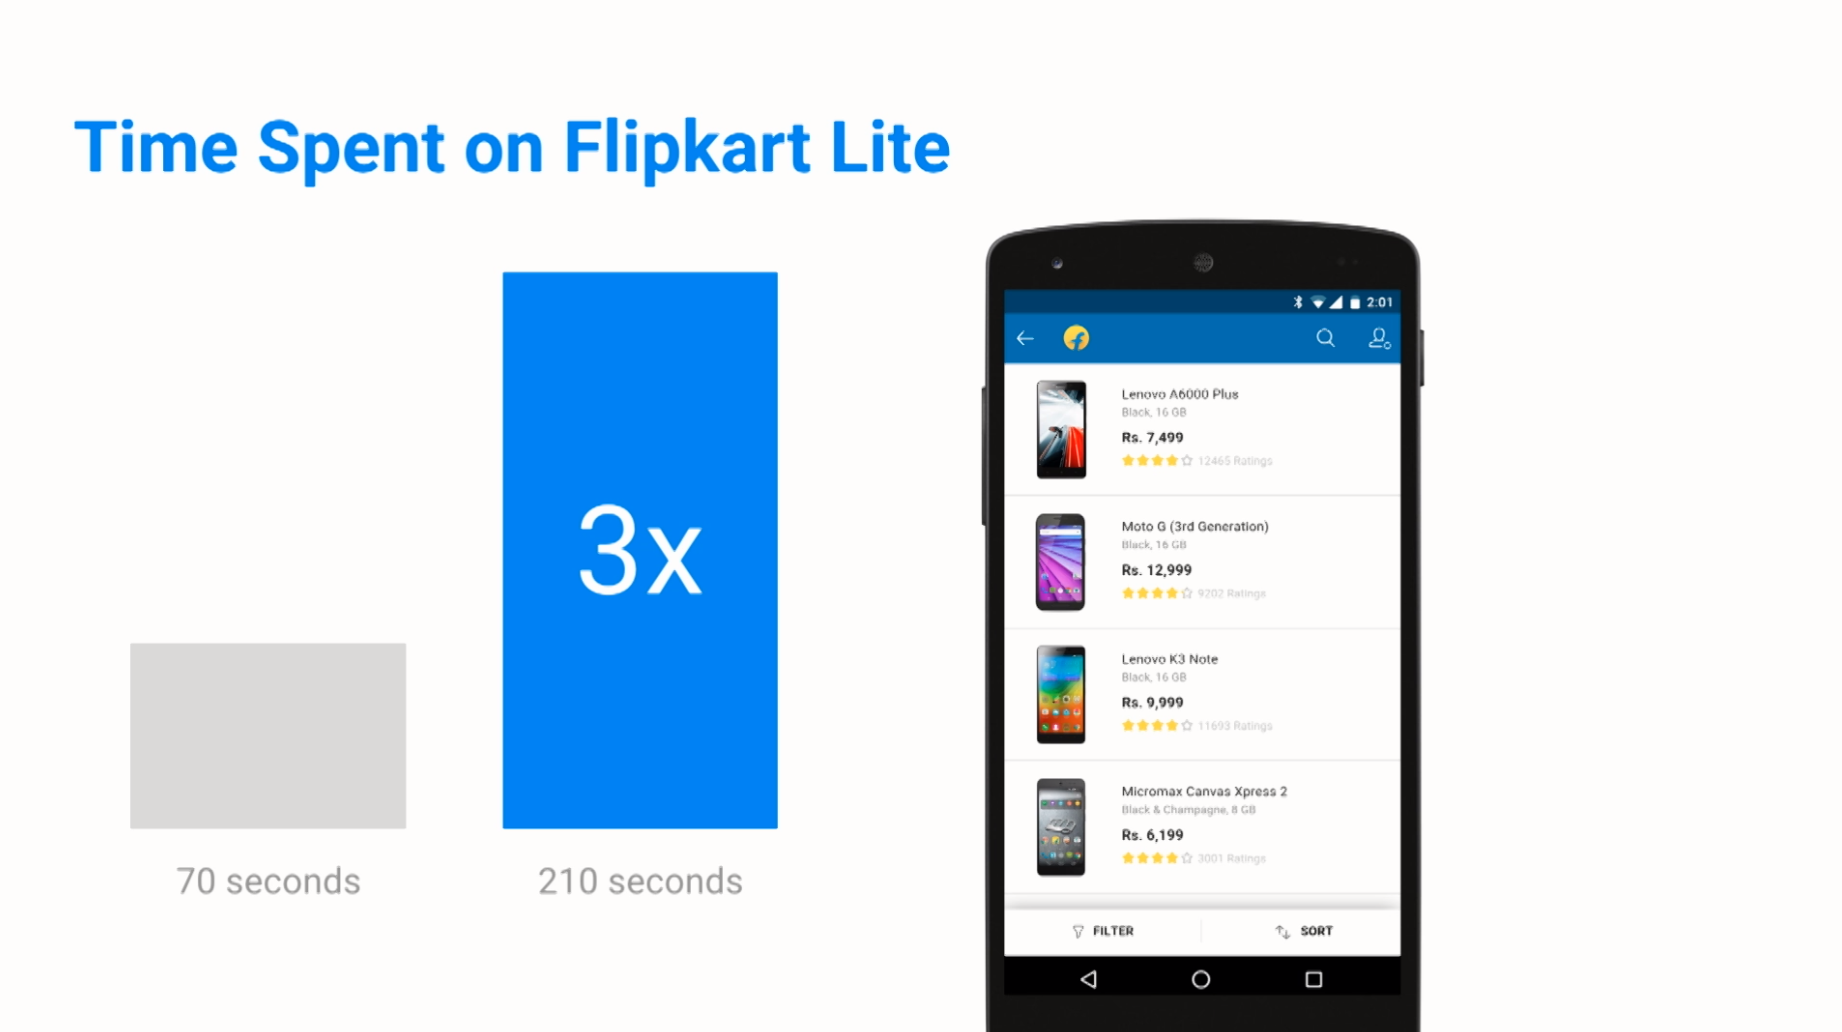 Time Spent on Flipkart Lite
3x
70 seconds
210 seconds
2:01
Lenovo A6000 Plus
Black, 16 GB
Rs. 7,499
12465 Ratings
Moto G (3rd Generation)
Black, 16 GB
Rs. 12,999
9202 Ratings
Lenovo K3 Note
Black, 16 GB
Rs. 9,999
11693 Ratings
Micromax Canvas Xpress 2
Black & Champagne, 8 GB
Rs. 6,199
3001 Ratings
FILTER
SORT